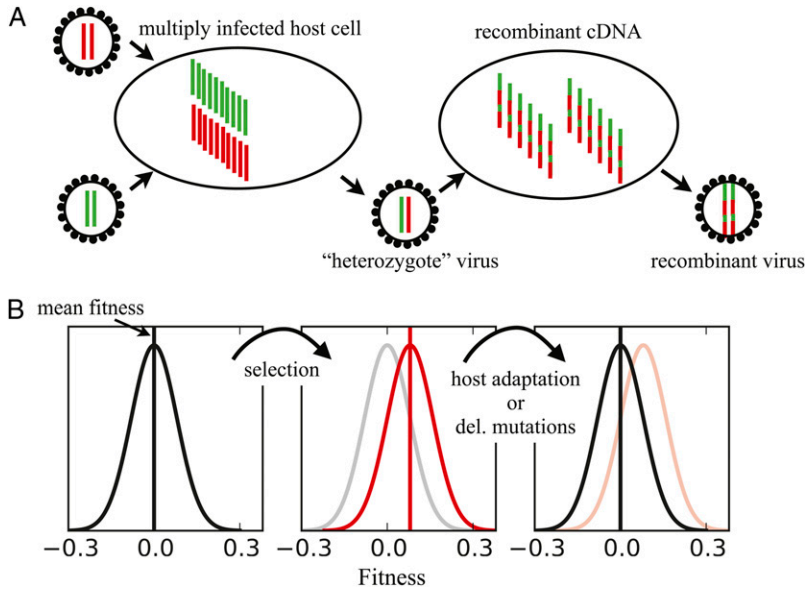 A
multiply infected host cell
recombinant cDNA
“heterozygote” virus
recombinant virus
B
mean fitness
selection
host adaptation
or
del. mutations
−0.3 0.0 0.3 −0.3 0.0 0.3 −0.3 0.0 0.3
Fitness